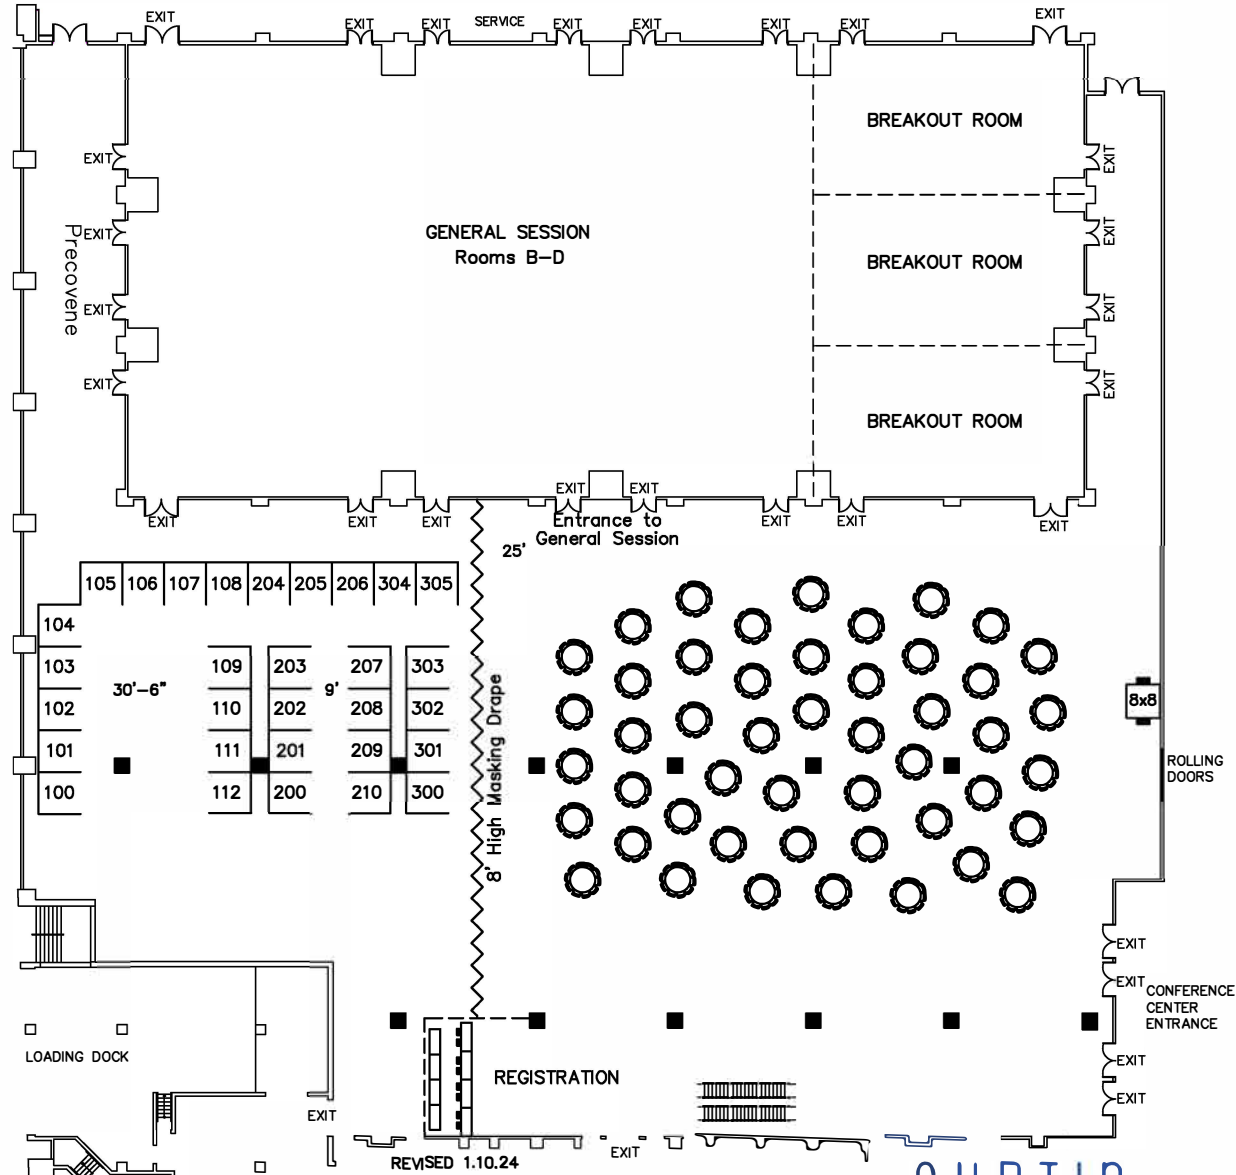 EXIT
EXIT EXIT SERVICE EXIT EXIT EXIT EXIT
EXIT
BREAKOUT ROOM
EXIT
EXIT
Precovene
EXIT
EXIT
GENERAL SESSION
Rooms B-D
EXIT
BREAKOUT ROOM
EXIT
EXIT
EXIT
EXIT
BREAKOUT ROOM
EXIT EXIT
EXIT EXIT EXIT EXIT EXIT EXIT
Entrance to
General Session
25'
105 106 107 108 204 205 206 304 305
104
103 109 203 207 303
30'-6" 9'
102 110 202 208 302
101 111 201 209 301
100 112 200 210 300
8' High Masking Drape
8x8
ROLLING
DOORS
EXIT
EXIT
CONFERENCE
CENTER
ENTRANCE
EXIT
EXIT
LOADING DOCK
REGISTRATION
EXIT
EXIT
REVISED 1.10.24